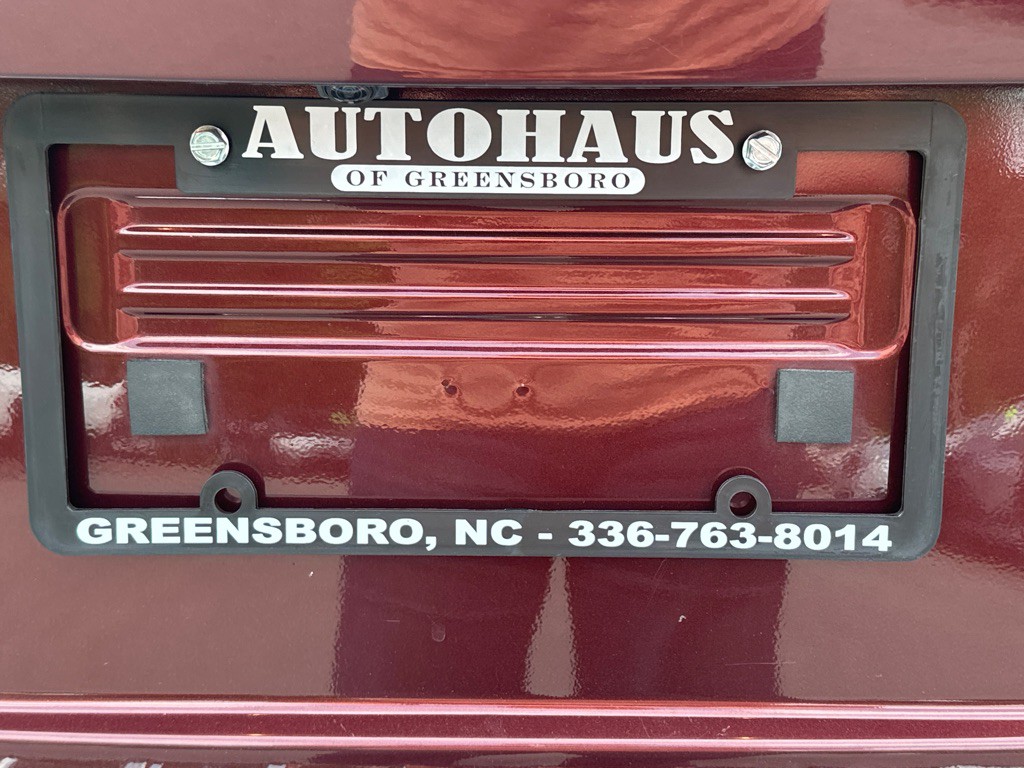 AUTOHAUS
OF GREENSBORO
GREENSBORO, NC - 336-763-8014